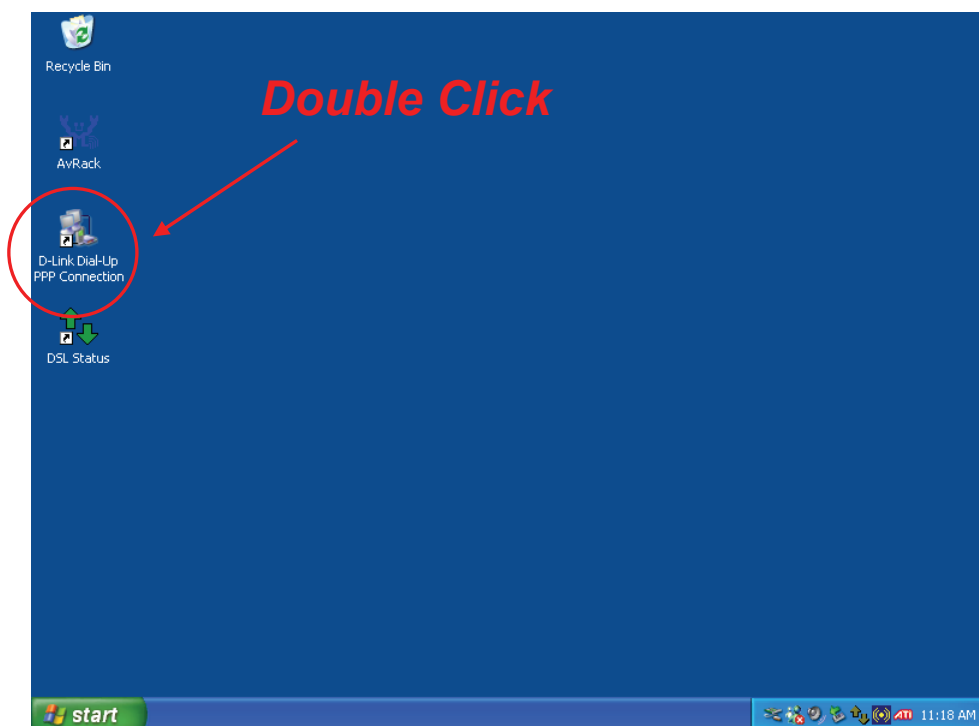 Recycle Bin
Double Click
AvRack
D-Link Dial-Up
PPP Connection
DSL Status
start
ATI 11:18 AM